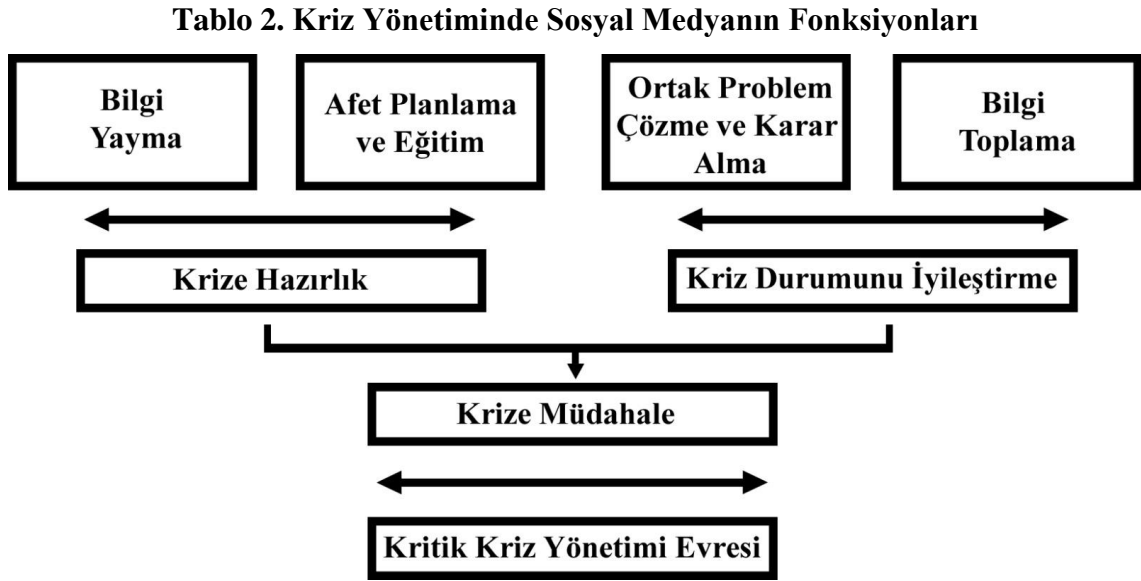 Tablo 2. Kriz Yönetiminde Sosyal Medyanın Fonksiyonları
Bilgi
Yayma
Afet Planlama
ve Eğitim
Ortak Problem
Çözme ve Karar
Alma
Bilgi
Toplama
Krize Hazırlık
Kriz Durumunu İyileştirme
Krize Müdahale
Kritik Kriz Yönetimi Evresi